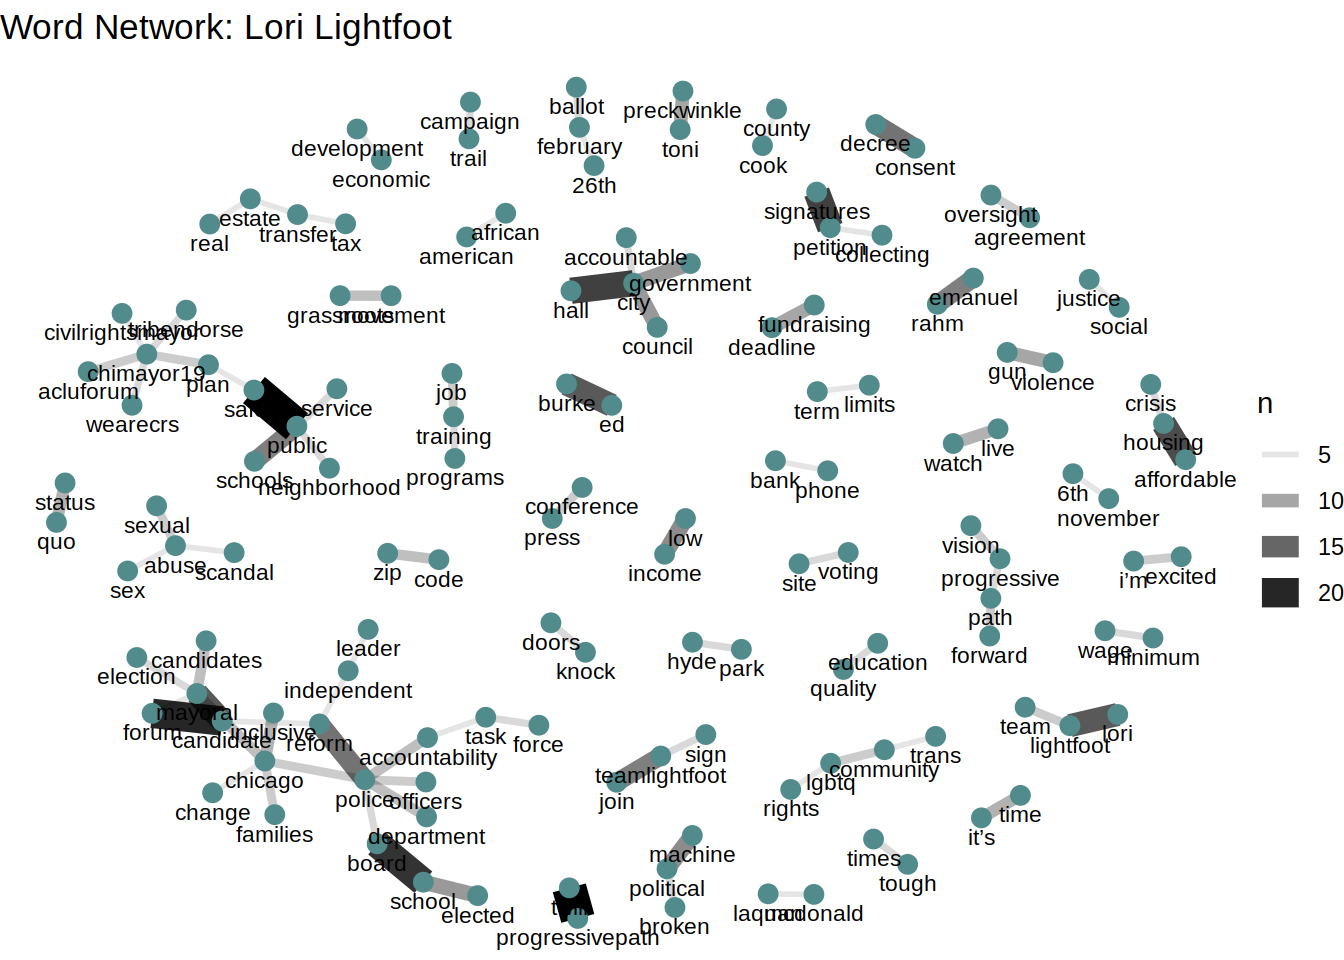 Word Network: Lori Lightfoot
ballot
preckwinkle
campaign
county
development
february
decree
trail
toni
cook
consent
economic
26th
signatures
oversight
estate
real
transfer
tax
african
american
petition
collecting
agreement
accountable
government
hall
city
emanuel
justice
grassroots
movement
rahm
social
civilrights
mayor
endorse
fundraising
deadline
council
chimayor19
plan
acluforum
gun
violence
n
job
service
burke
term
limits
crisis
wearecrs
ed
public
training
housing
5
watch
live
schools
neighborhood
programs
bank
phone
affordable
6th
november
10
status
conference
sexual
quo
press
low
vision
15
abuse
scandal
zip
code
income
site
voting
progressive
i’m
excited
sex
20
path
leader
doors
knock
candidates
election
hyde
park
education
forward
wage
minimum
independent
quality
mayoral
forum
candidate
inclusive
reform
task
force
team
lightfoot
lori
accountability
sign
chicago
teamlightfoot
community
trans
police
officers
join
lgbtq
rights
change
families
department
time
it’s
board
machine
times
political
tough
school
elected
laquan
mcdonald
progressivepath
broken